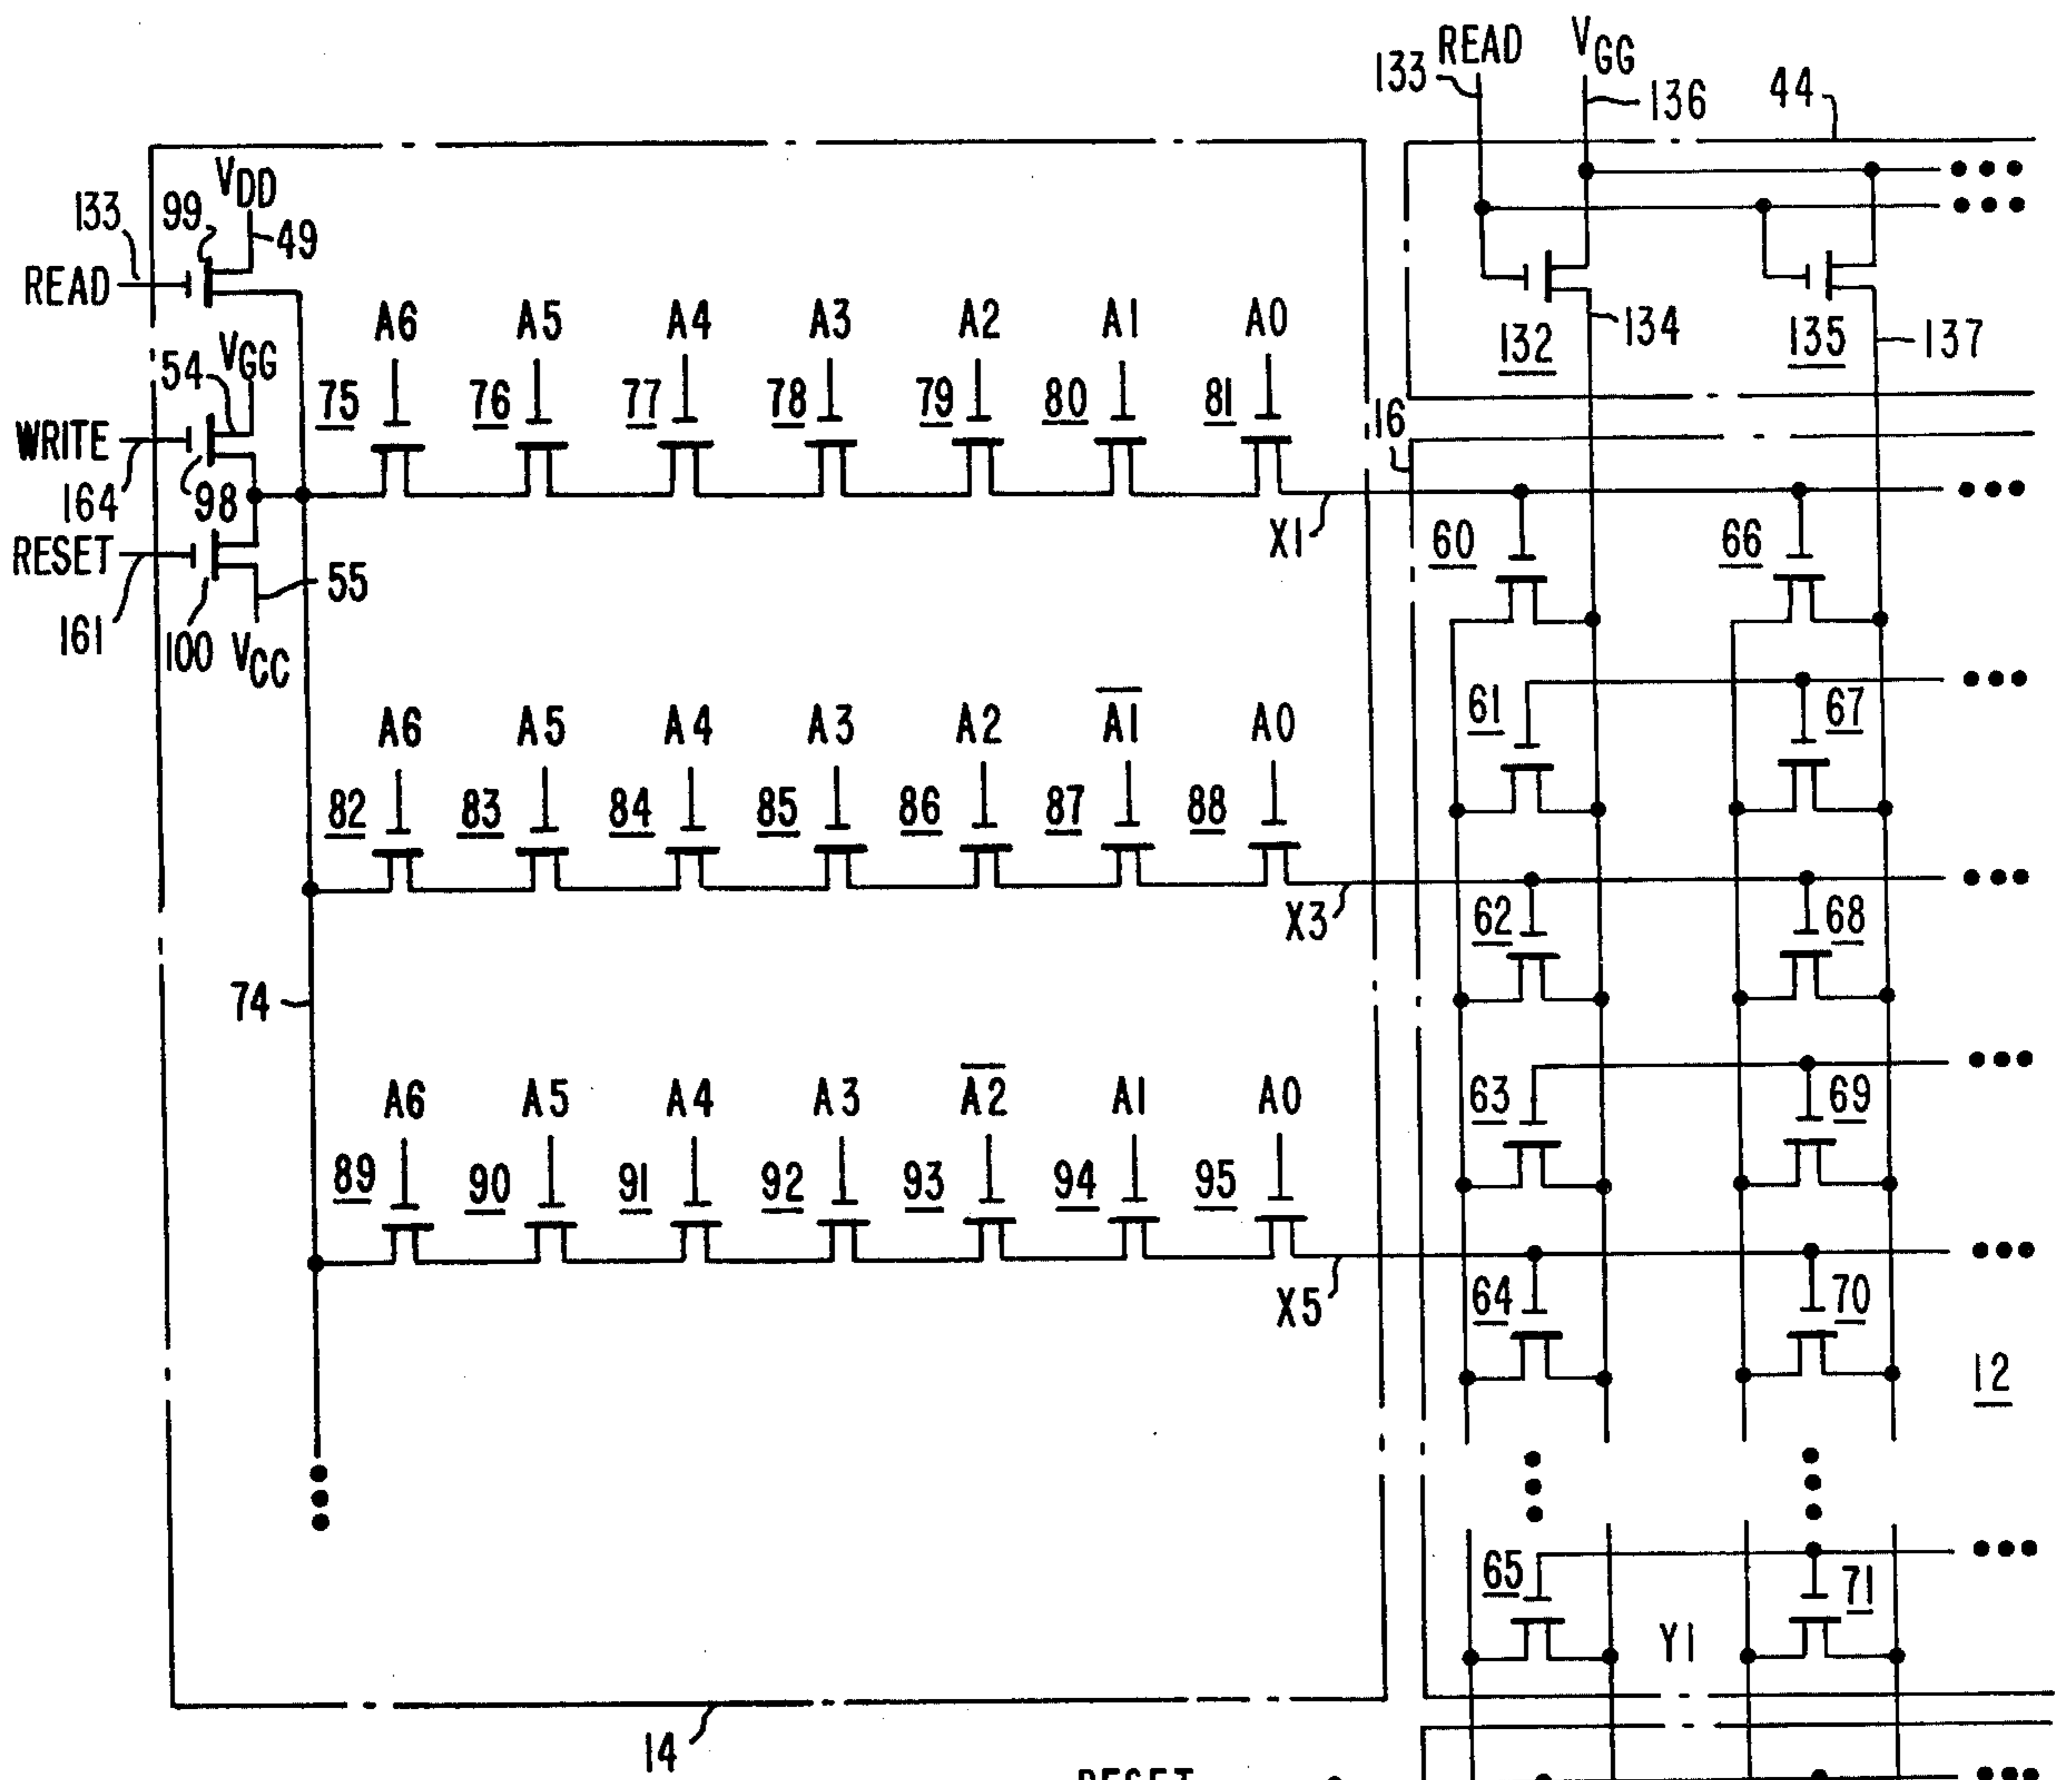 READ
VGG
133
136
44
VDD
133
99
49
READ
A6 A5 A4 A3 A2 A1 A0
132
134
135
137
54
VGG
75 76 77 78 79 80 81
16
WRITE
164
98
X1
RESET
60
66
55
161
100
VCC
61
67
A6 A5 A4 A3 A2 A̅1̅ A0
82 83 84 85 86 87 88
X3
62
68
74
63
69
A6 A5 A4 A3 A̅2̅ A1 A0
89 90 91 92 93 94 95
X5
64
70
12
65
71
Y1
14
RESET